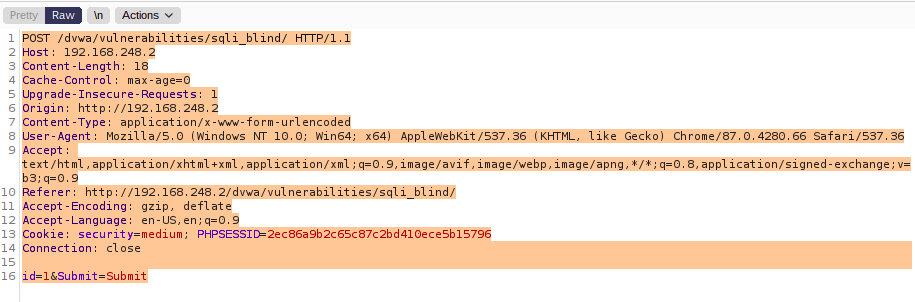 Pretty Raw \n Actions
1 POST /dvwa/vulnerabilities/sqli_blind/ HTTP/1.1
2 Host: 192.168.248.2
3 Content-Length: 18
4 Cache-Control: max-age=0
5 Upgrade-Insecure-Requests: 1
6 Origin: http://192.168.248.2
7 Content-Type: application/x-www-form-urlencoded
8 User-Agent: Mozilla/5.0 (Windows NT 10.0; Win64; x64) AppleWebKit/537.36 (KHTML, like Gecko) Chrome/87.0.4280.66 Safari/537.36
9 Accept:
text/html,application/xhtml+xml,application/xml;q=0.9,image/avif,image/webp,image/apng,*/*;q=0.8,application/signed-exchange;v=
b3;q=0.9
10 Referer: http://192.168.248.2/dvwa/vulnerabilities/sqli_blind/
11 Accept-Encoding: gzip, deflate
12 Accept-Language: en-US,en;q=0.9
13 Cookie: security=medium; PHPSESSID=2ec86a9b2c65c87c2bd410ece5b15796
14 Connection: close
15
16 id=1&Submit=Submit